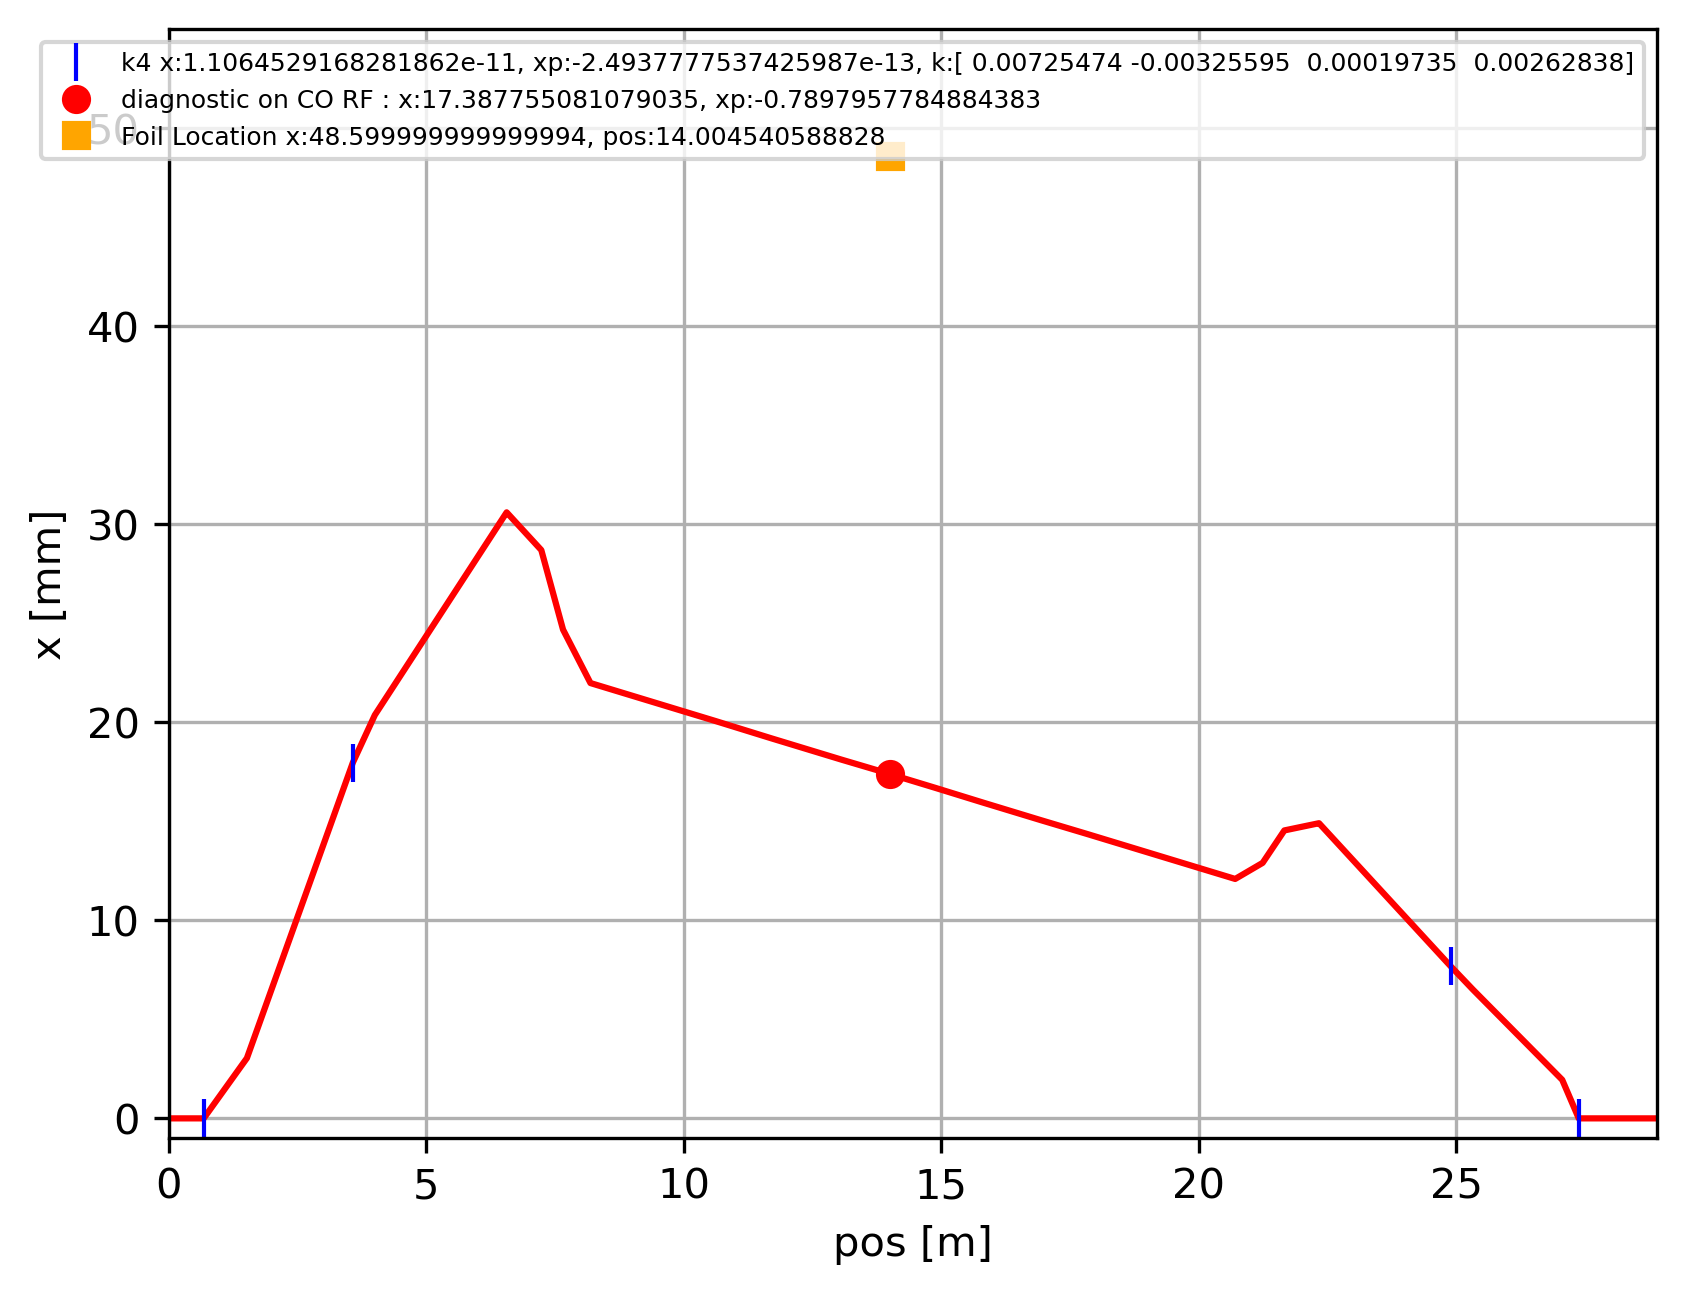 k4 x:1.1064529168281862e-11, xp:-2.4937777537425987e-13, k:[ 0.00725474 -0.00325595  0.00019735  0.00262838]
diagnostic on CO RF : x:17.387755081079035, xp:-0.7897957784884383
Foil Location x:48.599999999999994, pos:14.004540588828
50
40
30
20
10
0
x [mm]
0 5 10 15 20 25
pos [m]